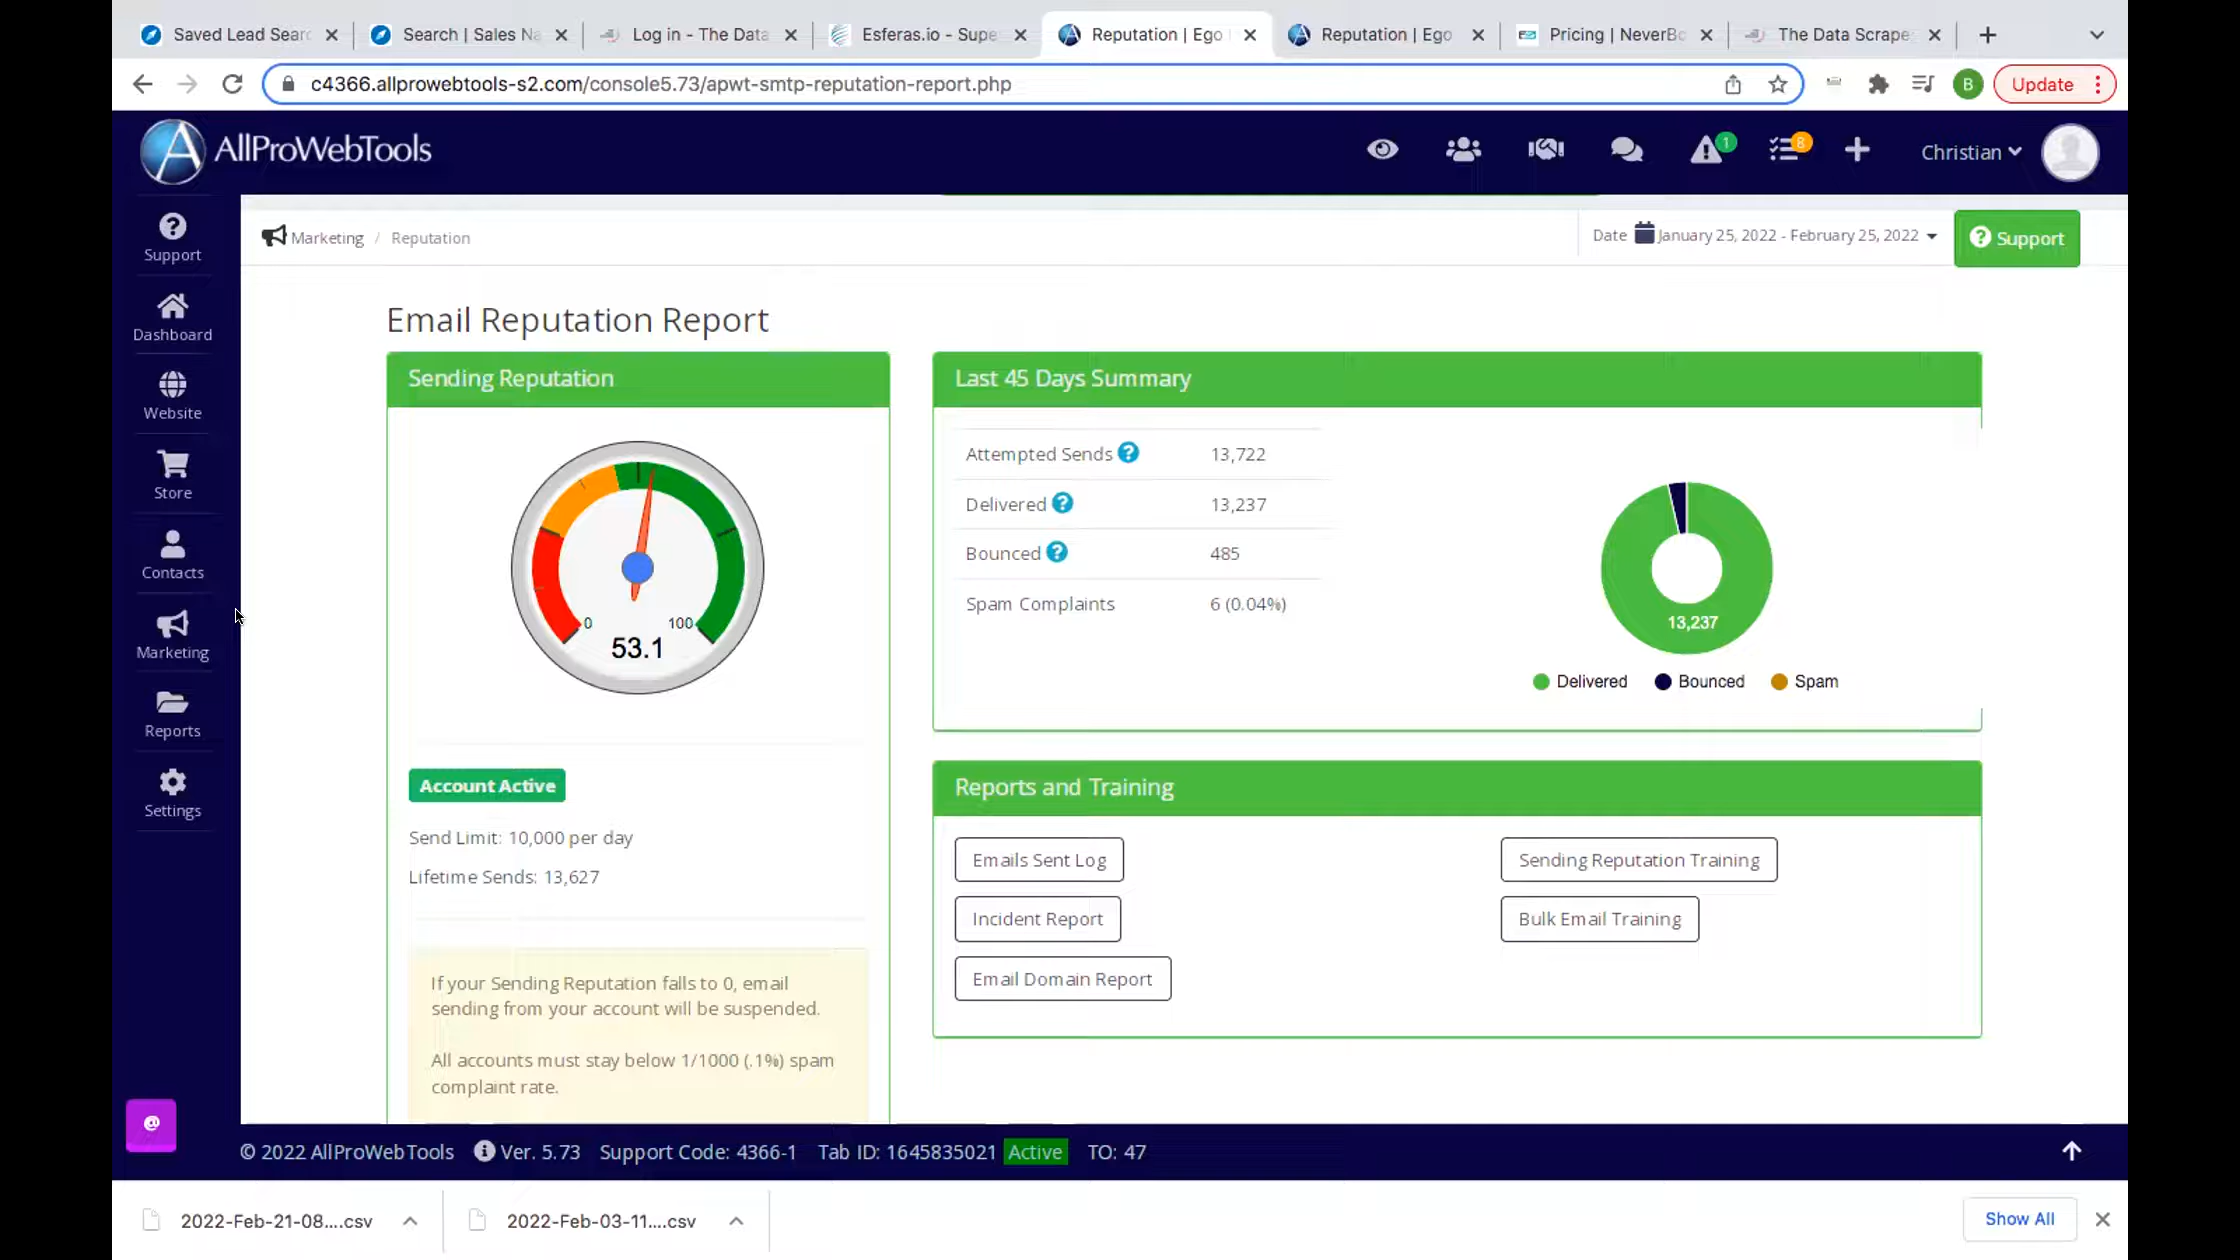 Saved Lead Sear
Search | Sales Na
Log in - The Data
Esferas.io - Supe
Reputation | Ego
Reputation | Ego
Pricing | NeverBo
The Data Scrape
c4366.allprowebtools-s2.com/console5.73/apwt-smtp-reputation-report.php
B
Update
AllProWebTools
1
8
Christian
Support
Dashboard
Website
Store
Contacts
Marketing
Reports
Settings
@
Marketing / Reputation
Date January 25, 2022 - February 25, 2022
Support
Email Reputation Report
Sending Reputation
0 100
53.1
Account Active
Send Limit: 10,000 per day
Lifetime Sends: 13,627
If your Sending Reputation falls to 0, email
sending from your account will be suspended.
All accounts must stay below 1/1000 (.1%) spam
complaint rate.
Last 45 Days Summary
Attempted Sends ? 13,722
Delivered ? 13,237
Bounced ? 485
Spam Complaints 6 (0.04%)
13,237
Delivered Bounced Spam
Reports and Training
Emails Sent Log
Sending Reputation Training
Incident Report
Bulk Email Training
Email Domain Report
© 2022 AllProWebTools Ver. 5.73 Support Code: 4366-1 Tab ID: 1645835021 Active TO: 47
2022-Feb-21-08....csv
2022-Feb-03-11....csv
Show All